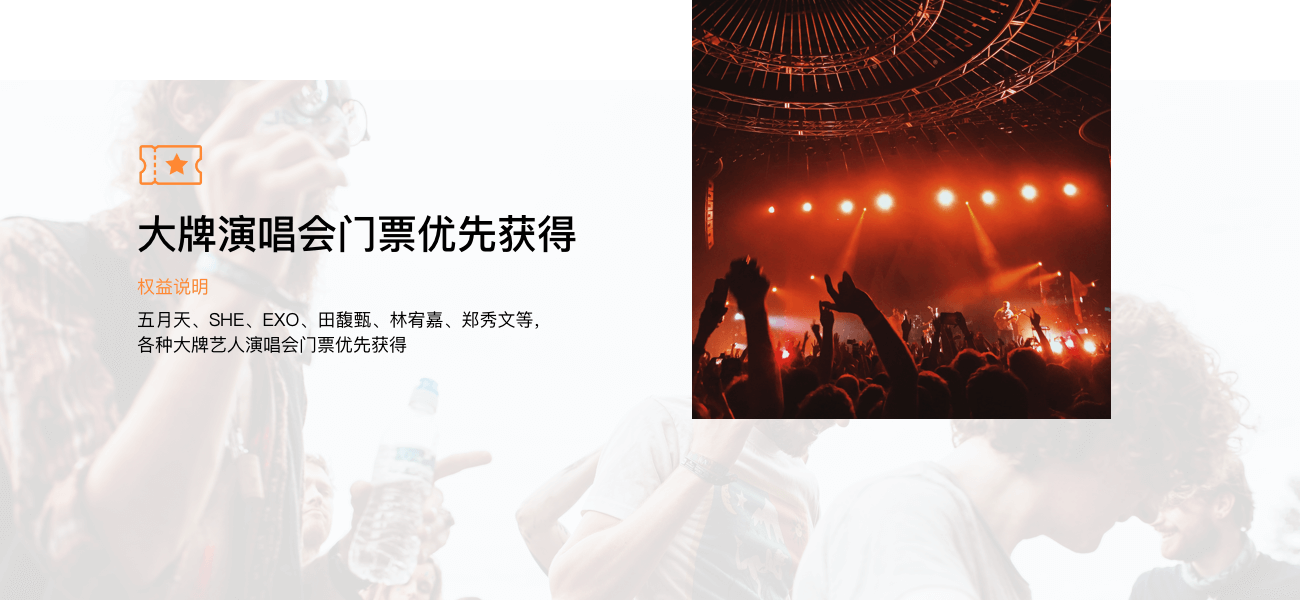 大牌演唱会门票优先获得
权益说明
五月天、SHE、EXO、田馥甄、林宥嘉、郑秀文等，
各种大牌艺人演唱会门票优先获得